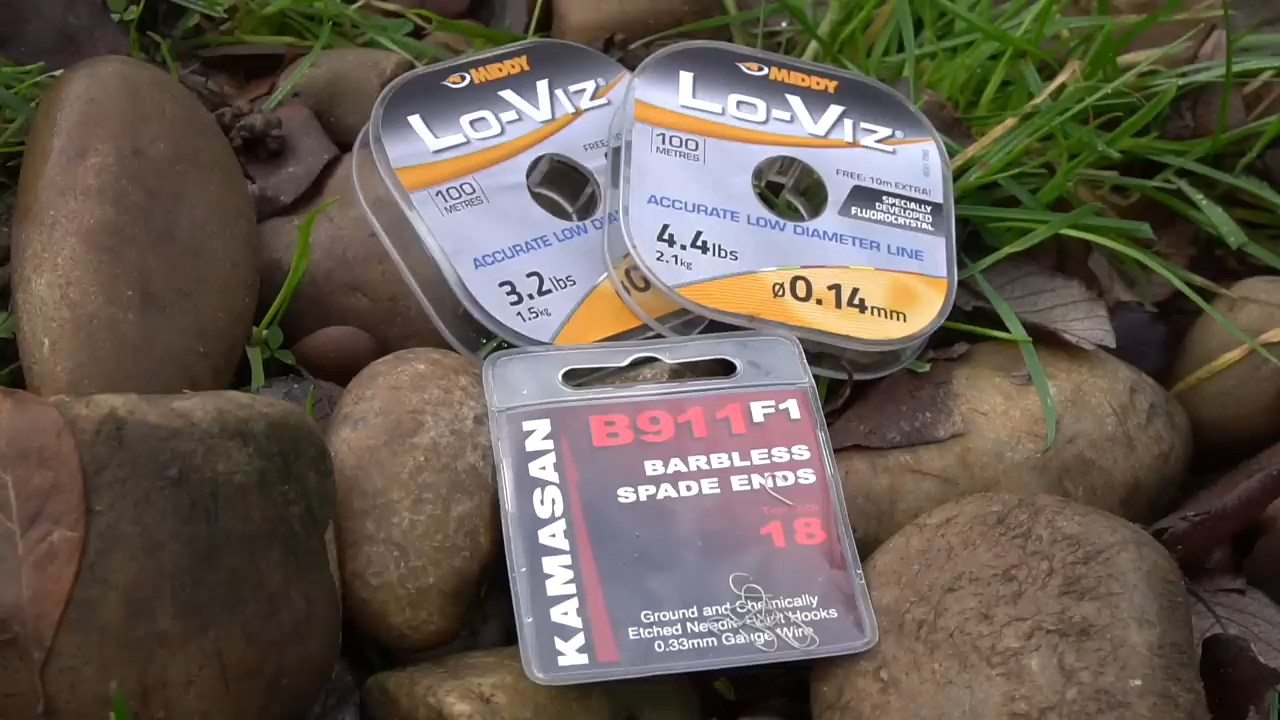 MIDDY
Lo-Viz®
100
METRES
FREE:
ACCURATE LOW DIA
3.2lbs
1.5kg
MIDDY
Lo-Viz®
100
METRES
FREE: 10m EXTRA!
SPECIALLY
DEVELOPED
FLUOROCRYSTAL
ACCURATE LOW DIAMETER LINE
4.4lbs
2.1kg
ø0.14mm
KAMASAN
B911F1
BARBLESS
SPADE ENDS
18
Ground and Chemically
Etched Needle Point Hooks
0.33mm Gauge Wire